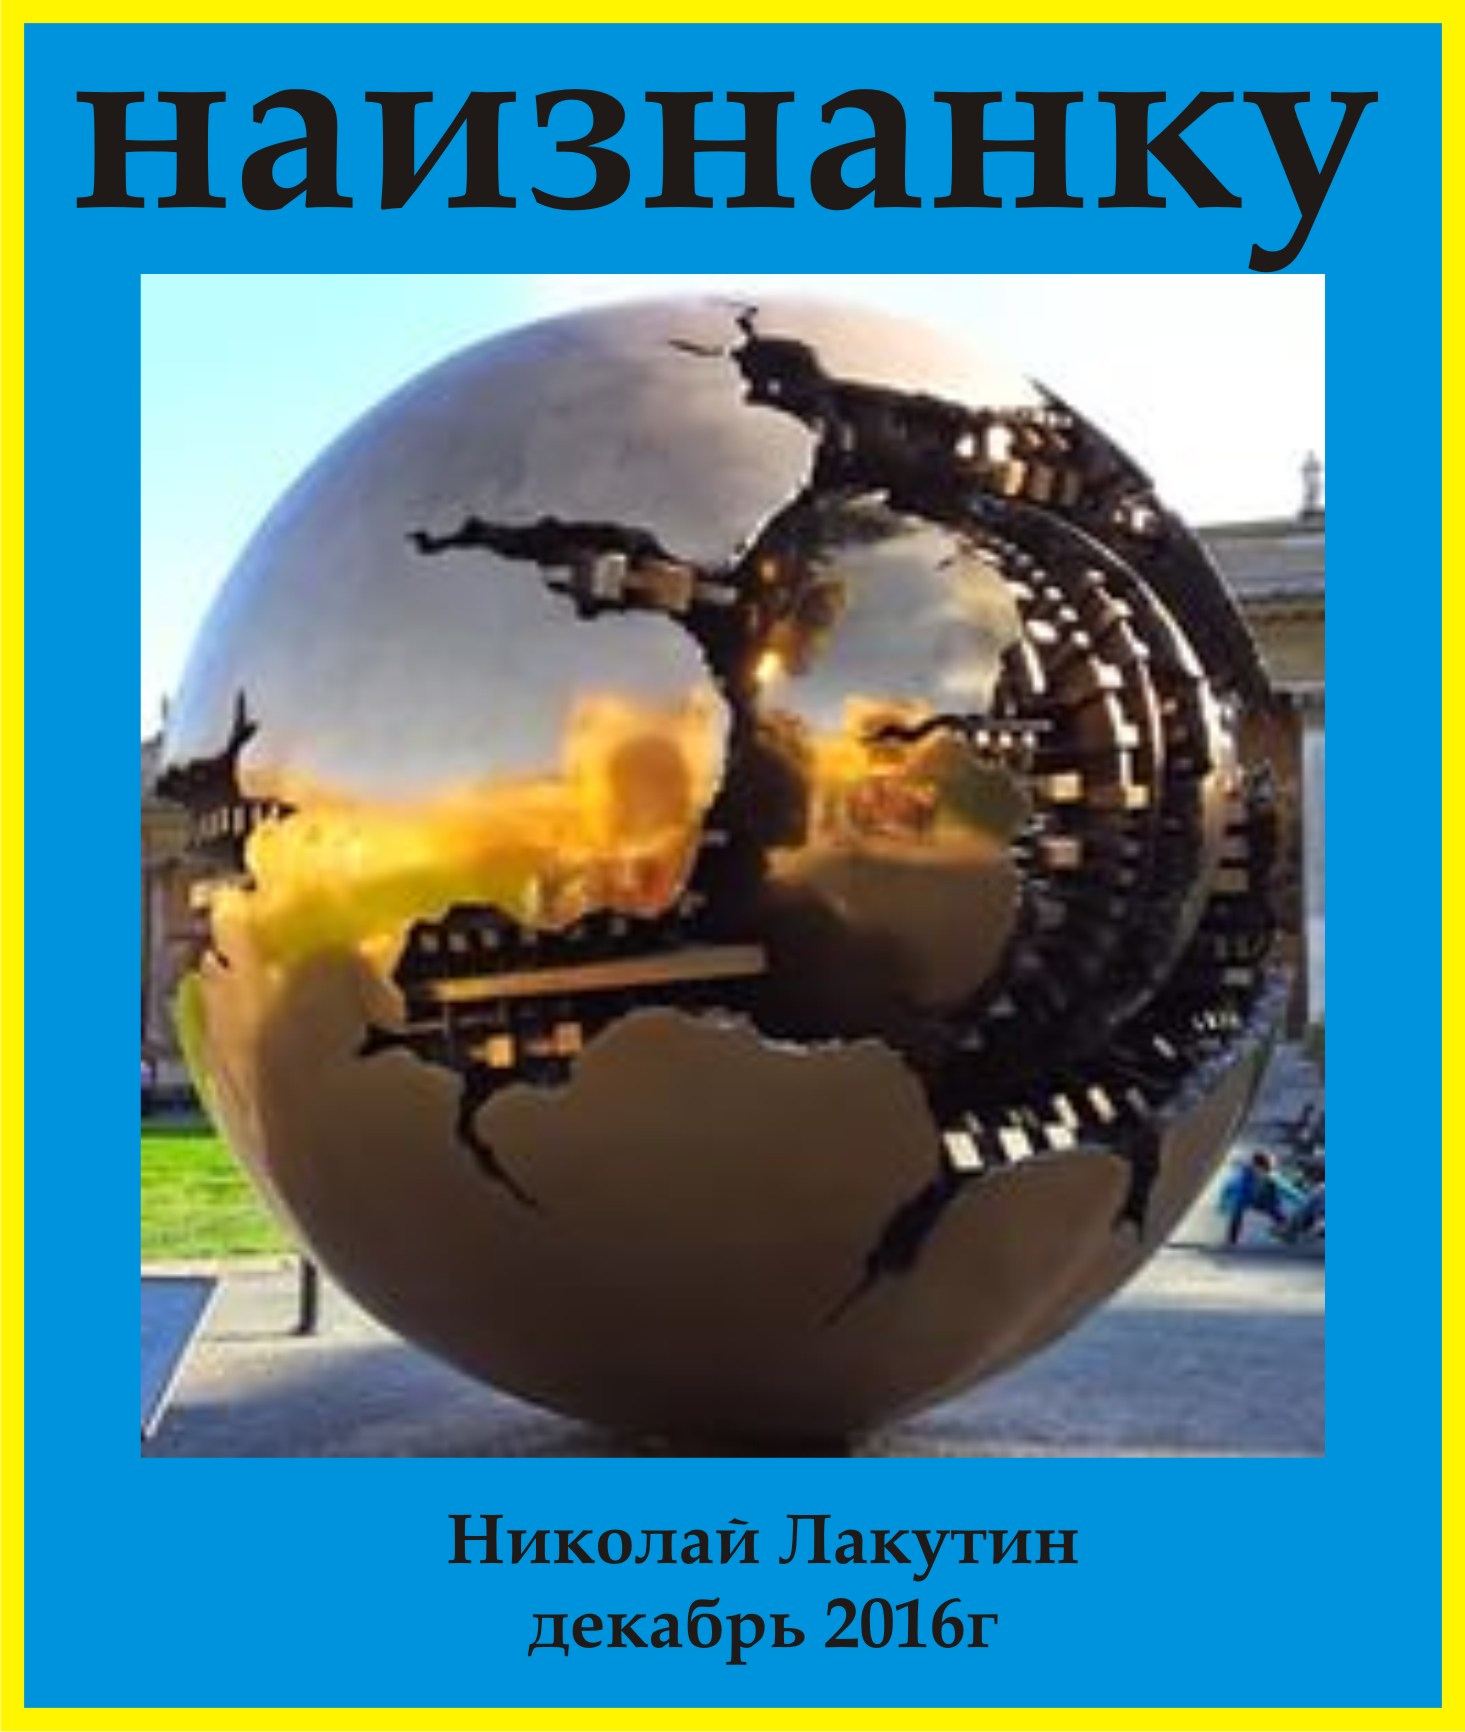 наизнанку
Николай Лакутин
декабрь 2016г